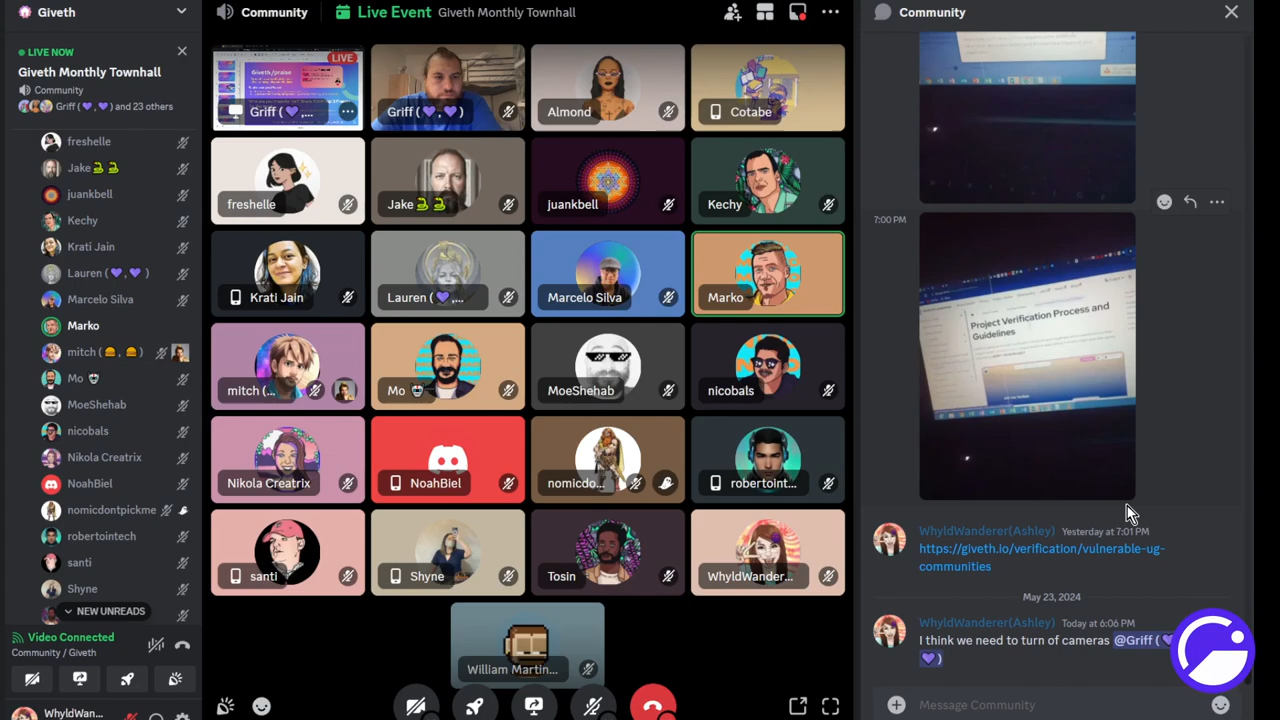 Giveth
LIVE NOW
Giveth Monthly Townhall
Community
Griff (💜,💜) and 23 others
freshelle
Jake🐍🐍
juankbell
Kechy
Krati Jain
Lauren (💜,💜)
Marcelo Silva
Marko
mitch (🍔,🍔)
Mo
MoeShehab
nicobals
Nikola Creatrix
NoahBiel
nomicdontpickme
robertointech
santi
Shyne
NEW UNREADS
Video Connected
Community / Giveth
WhyldWan...
Community
Live Event
Giveth Monthly Townhall
Giveth/praise
LIVE
Griff (💜,...
Griff (💜,💜)
Almond
Cotabe
freshelle
Jake🐍🐍
juankbell
Kechy
Krati Jain
Lauren (💜,...
Marcelo Silva
Marko
mitch (...
Mo
MoeShehab
nicobals
Nikola Creatrix
NoahBiel
nomicdo...
robertoint...
santi
Shyne
Tosin
WhyldWander...
William Martin...
Community
7:00 PM
Project Verification Process and
Guidelines
WhyldWanderer(Ashley) Yesterday at 7:01 PM
https://giveth.io/verification/vulnerable-ug-
communities
May 23, 2024
WhyldWanderer(Ashley) Today at 6:06 PM
I think we need to turn of cameras @Griff (💜
💜)
Message Community